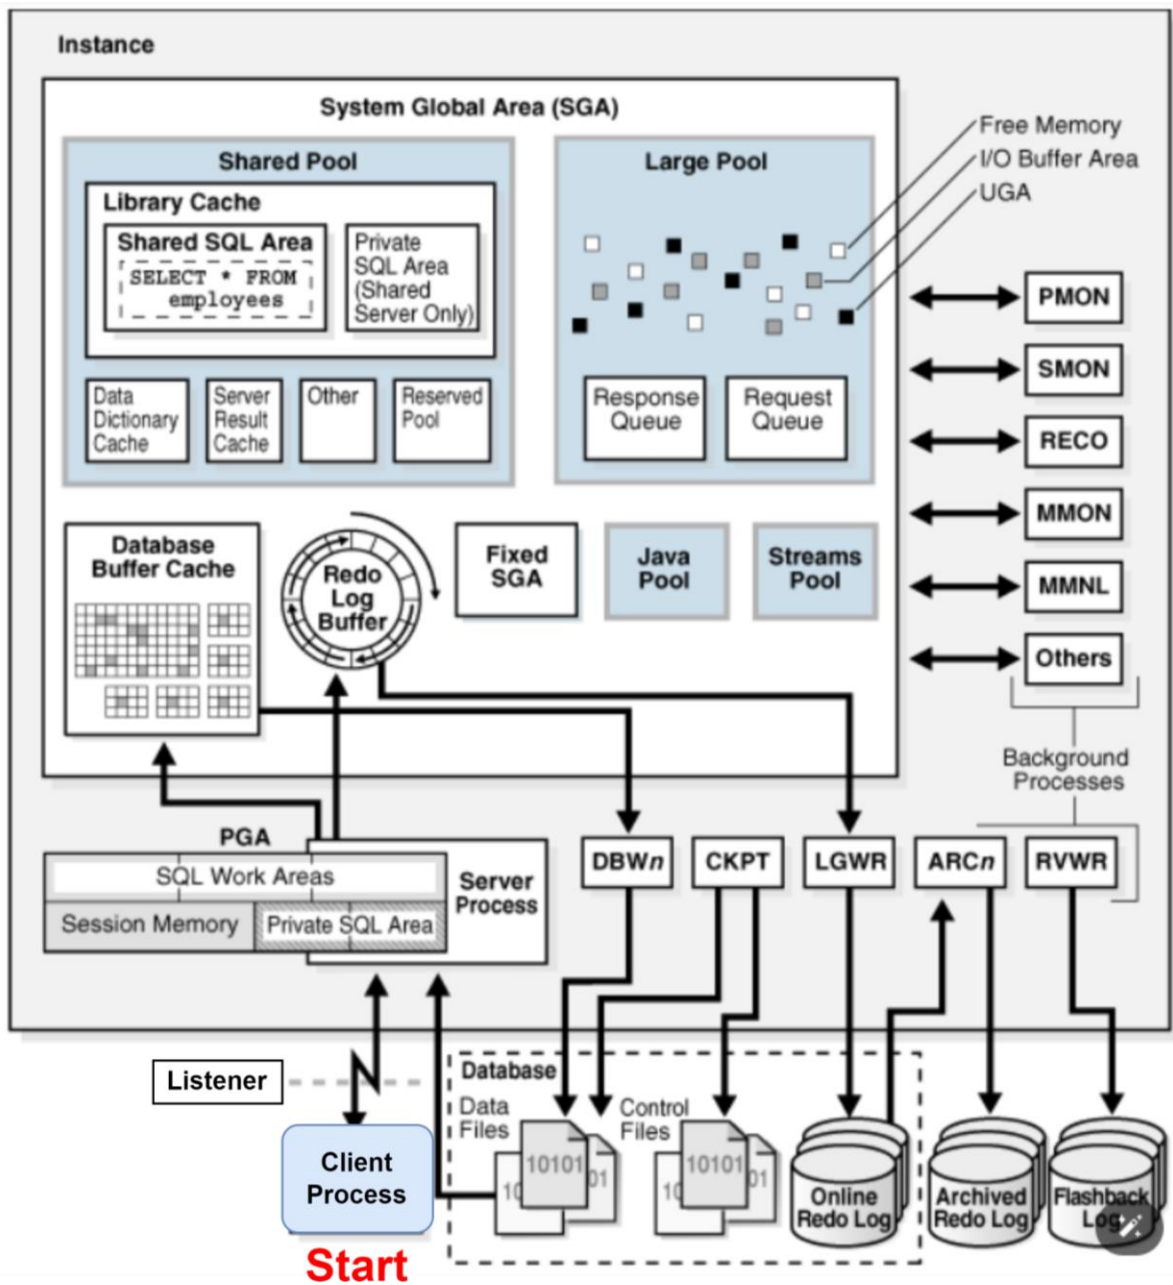 Instance
System Global Area (SGA)
Shared Pool
Library Cache
Shared SQL Area
SELECT * FROM
employees
Private
SQL Area
(Shared
Server Only)
Data
Dictionary
Cache
Server
Result
Cache
Other
Reserved
Pool
Large Pool
Free Memory
I/O Buffer Area
UGA
Response
Queue
Request
Queue
PMON
SMON
RECO
MMON
MMNL
Others
Background
Processes
Database
Buffer Cache
Redo
Log
Buffer
Fixed
SGA
Java
Pool
Streams
Pool
PGA
SQL Work Areas
Session Memory
Private SQL Area
Server
Process
DBWn
CKPT
LGWR
ARCn
RVWR
Listener
Client
Process
Start
Database
Data
Files
10101
10
01
Control
Files
10101
10
01
Online
Redo Log
Archived
Redo Log
Flashback
Log